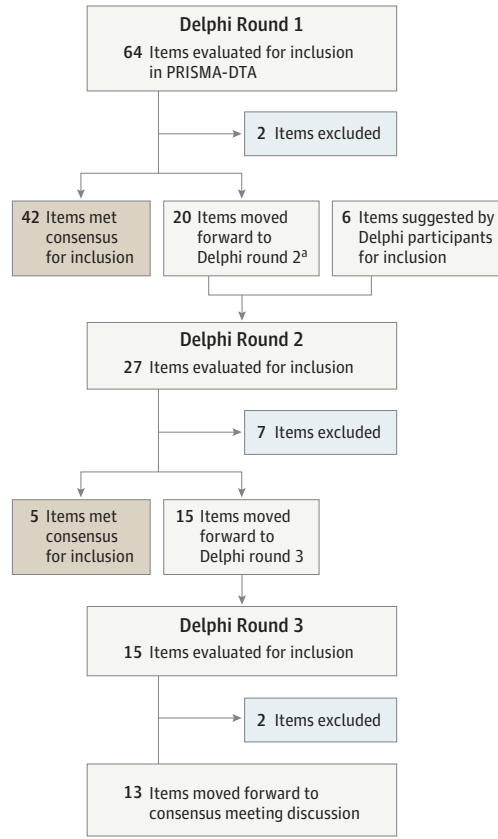 Delphi Round 1
64 Items evaluated for inclusion
in PRISMA-DTA
2 Items excluded
42 Items met
consensus
for inclusion
20 Items moved
forward to
Delphi round 2a
6 Items suggested by
Delphi participants
for inclusion
Delphi Round 2
27 Items evaluated for inclusion
7 Items excluded
5 Items met
consensus
for inclusion
15 Items moved
forward to
Delphi round 3
Delphi Round 3
15 Items evaluated for inclusion
2 Items excluded
13 Items moved forward to
consensus meeting discussion